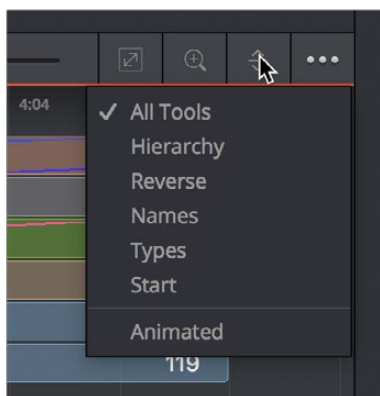 4:04
✓ All Tools
Hierarchy
Reverse
Names
Types
Start
Animated
119